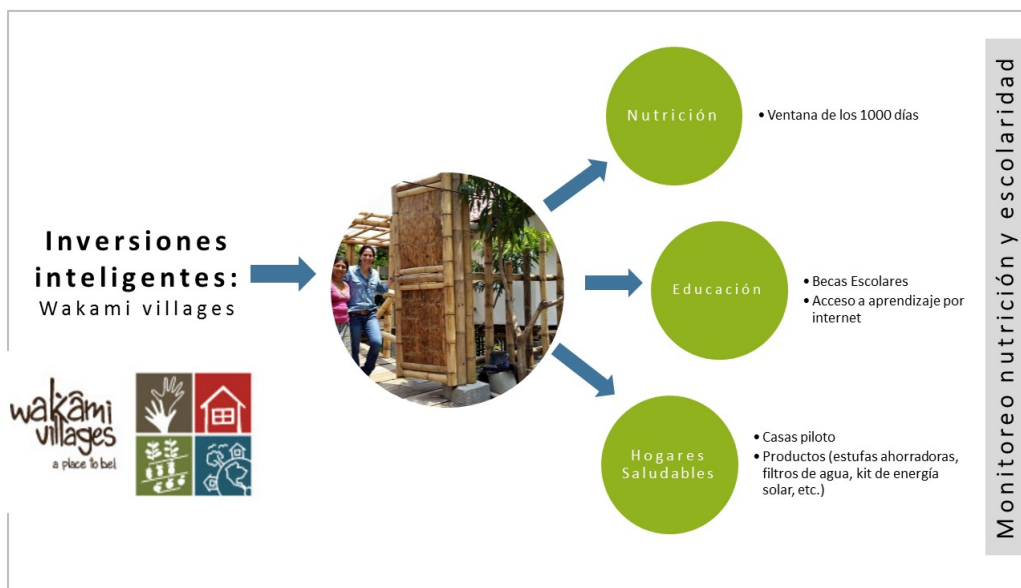 Inversiones
inteligentes:
Wakami villages
wakami
villages
a place to be!
Nutrición
• Ventana de los 1000 días
Educación
• Becas Escolares
• Acceso a aprendizaje por
internet
Hogares
Saludables
• Casas piloto
• Productos (estufas ahorradoras,
filtros de agua, kit de energía
solar, etc.)
Monitoreo nutrición y escolaridad